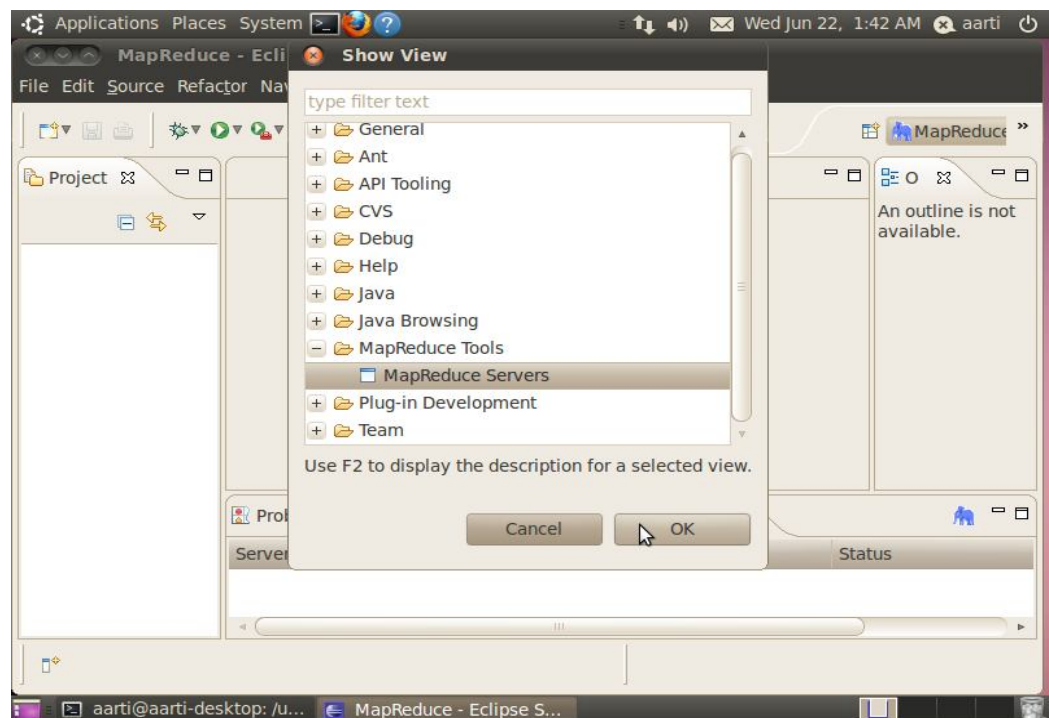 Applications Places System
Wed Jun 22, 1:42 AM aarti
MapReduce - Ecli
Show View
File Edit Source Refactor Nav
type filter text
General
Ant
API Tooling
CVS
Debug
Help
Java
Java Browsing
MapReduce Tools
MapReduce Servers
Plug-in Development
Team
Use F2 to display the description for a selected view.
Cancel OK
MapReduce »
Project
O
An outline is not
available.
Prob
Server
Status
aarti@aarti-desktop: /u...
MapReduce - Eclipse S...